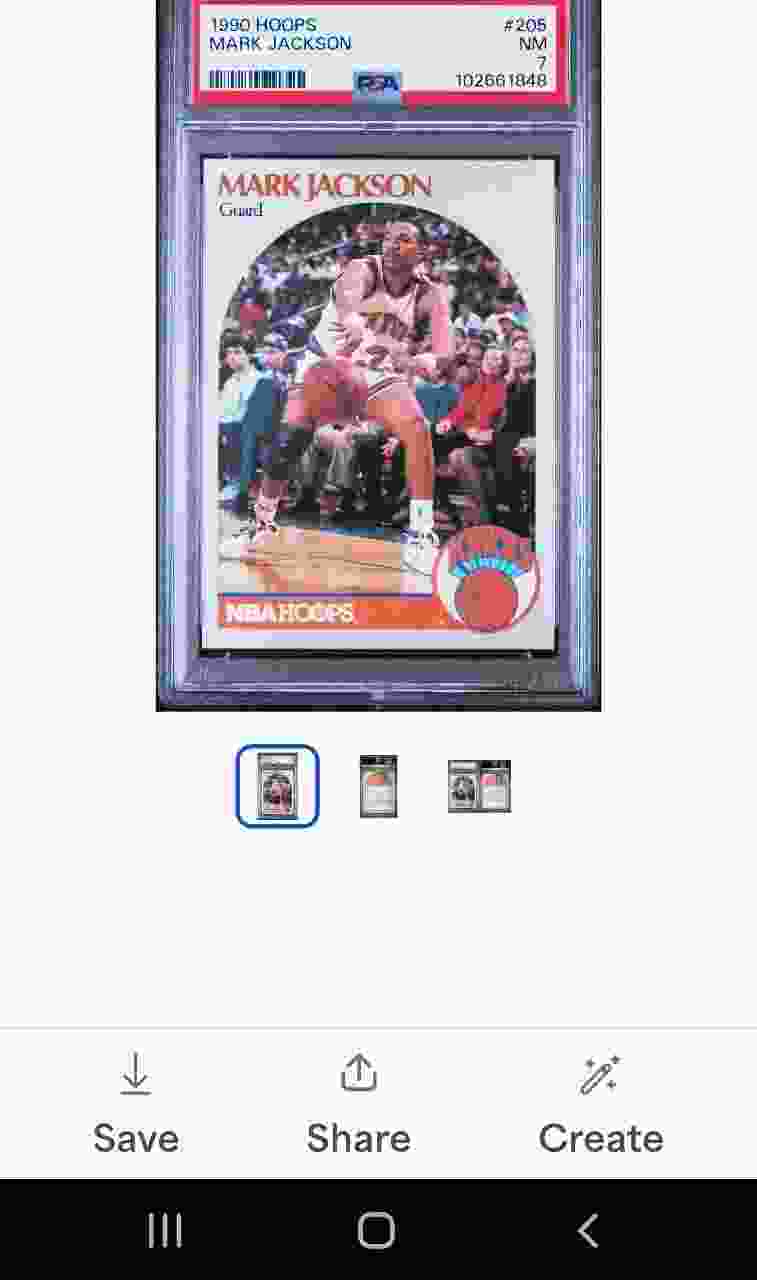 1990 HOOPS #205
MARK JACKSON NM
7
PSA 102661848
MARK JACKSON
Guard
NBA HOOPS
Save Share Create